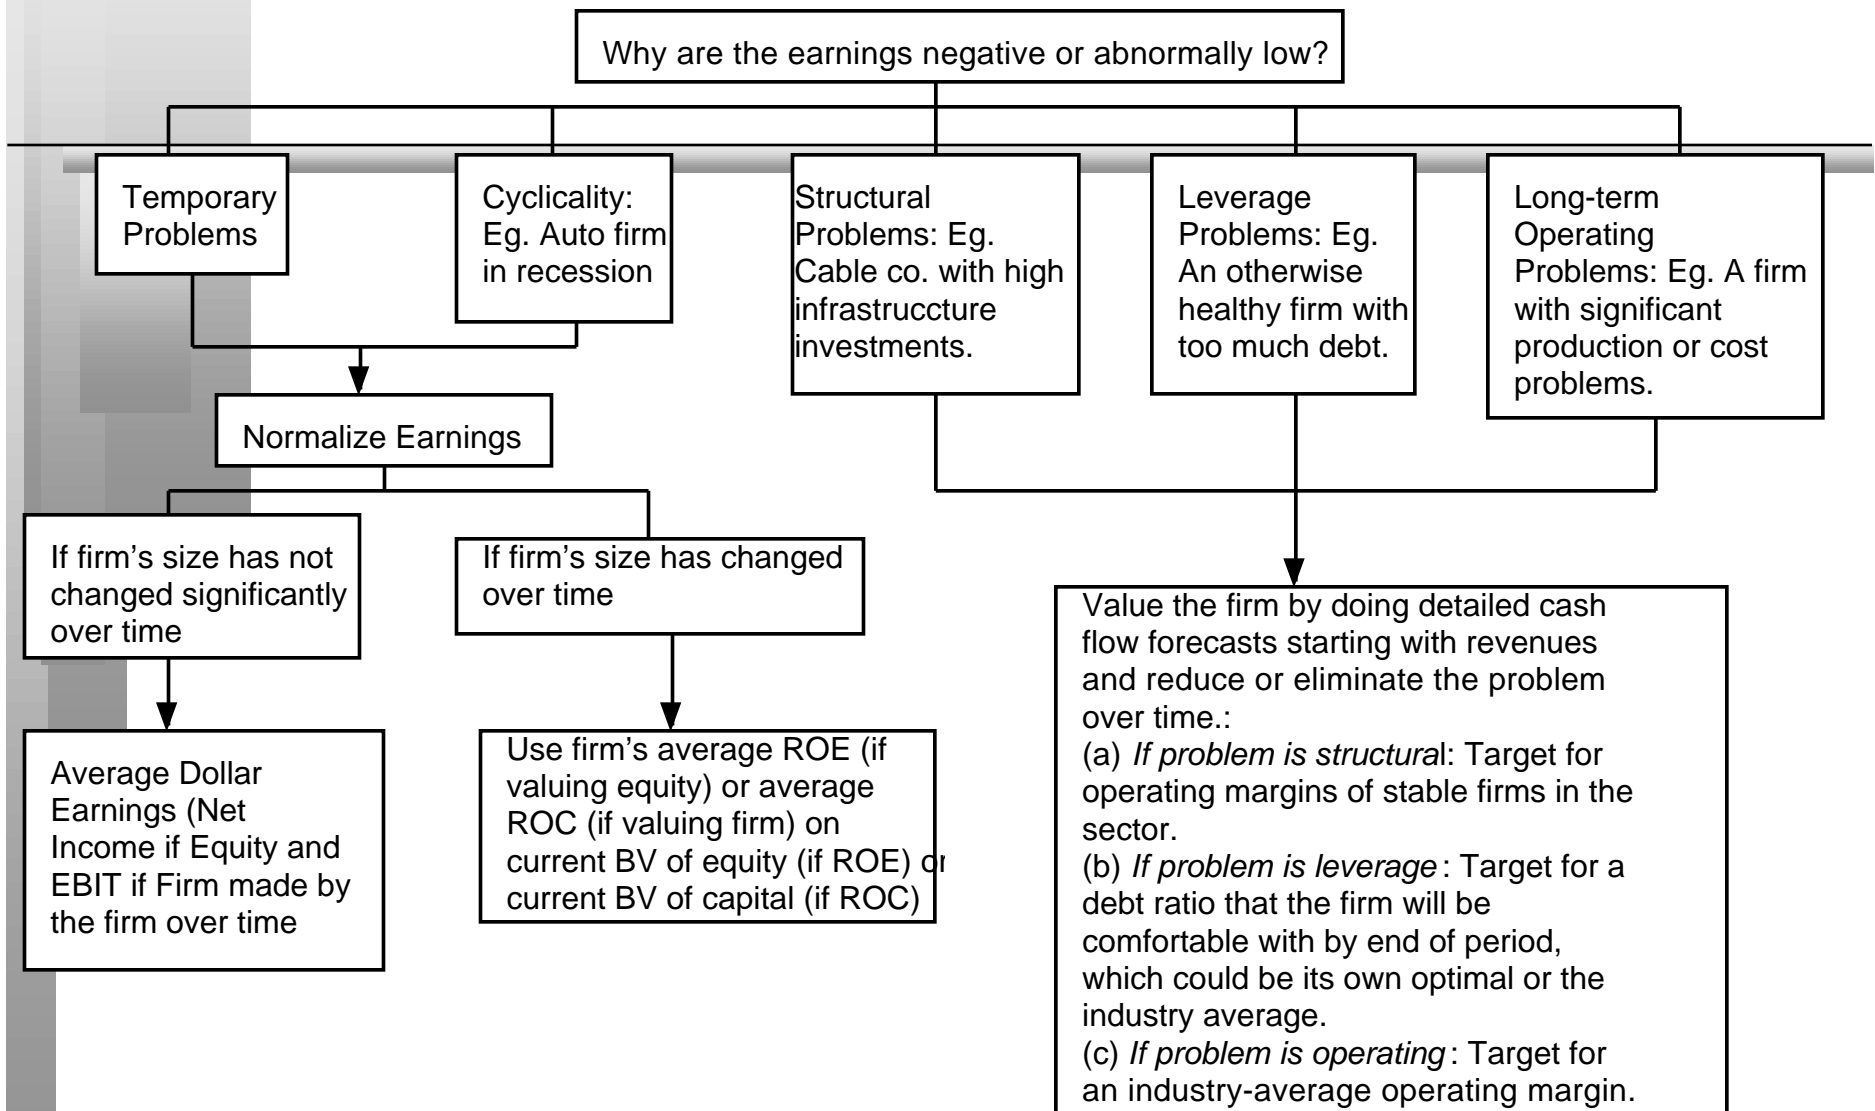 Why are the earnings negative or abnormally low?
Temporary
Problems
Cyclicality:
Eg. Auto firm
in recession
Structural
Problems: Eg.
Cable co. with high
infrastruccture
investments.
Leverage
Problems: Eg.
An otherwise
healthy firm with
too much debt.
Long-term
Operating
Problems: Eg. A firm
with significant
production or cost
problems.
Normalize Earnings
If firm’s size has not
changed significantly
over time
If firm’s size has changed
over time
Average Dollar
Earnings (Net
Income if Equity and
EBIT if Firm made by
the firm over time
Use firm’s average ROE (if
valuing equity) or average
ROC (if valuing firm) on
current BV of equity (if ROE) or
current BV of capital (if ROC)
Value the firm by doing detailed cash
flow forecasts starting with revenues
and reduce or eliminate the problem
over time.:
(a) If problem is structural: Target for
operating margins of stable firms in the
sector.
(b) If problem is leverage: Target for a
debt ratio that the firm will be
comfortable with by end of period,
which could be its own optimal or the
industry average.
(c) If problem is operating: Target for
an industry-average operating margin.